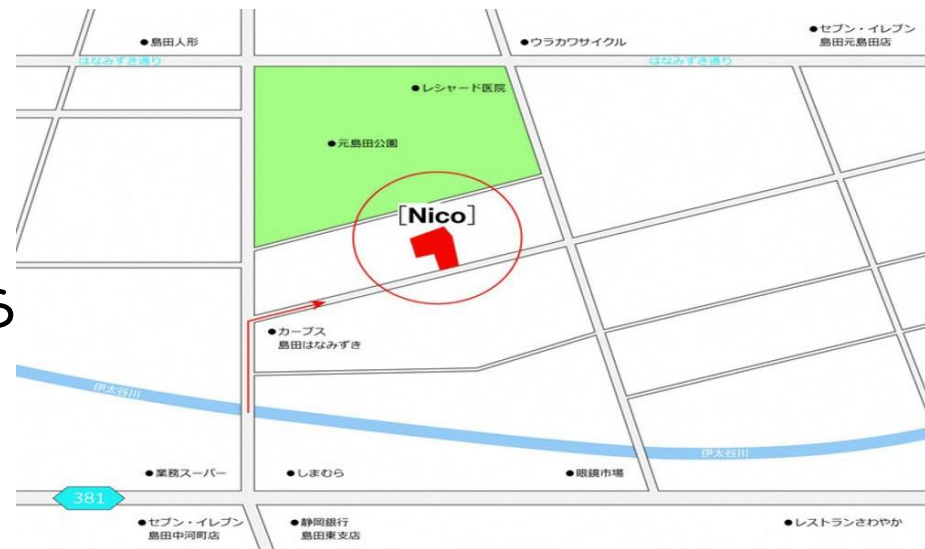 島田人形
ウラカワサイクル
セブン・イレブン
島田元島田店
はなみずき通り
はなみずき通り
レシャード医院
元島田公園
[Nico]
ら
カーブス
島田はなみずき
伊太谷川
伊太谷川
業務スーパー
しまむら
眼鏡市場
381
セブン・イレブン
島田中河町店
静岡銀行
島田東支店
レストランさわやか